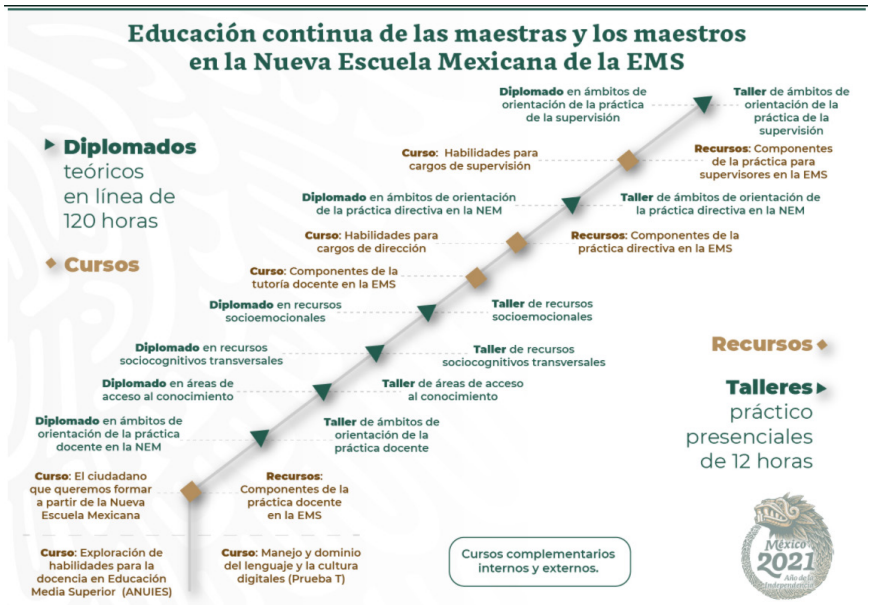 Educación continua de las maestras y los maestros
en la Nueva Escuela Mexicana de la EMS
Diplomado en ámbitos de
orientación de la práctica
de la supervisión
Taller de ámbitos de
orientación de la
práctica de la
supervisión
Diplomados
teóricos
en línea de
120 horas
Cursos
Curso: Habilidades para
cargos de supervisión
Recursos: Componentes
de la práctica para
supervisores en la EMS
Diplomado en ámbitos de orientación
de la práctica directiva en la NEM
Taller de ámbitos de orientación de
la práctica directiva en la NEM
Curso: Habilidades para
cargos de dirección
Recursos: Componentes de la
práctica directiva en la EMS
Curso: Componentes de la
tutoría docente en la EMS
Diplomado en recursos
socioemocionales
Taller de recursos
socioemocionales
Diplomado en recursos
sociocognitivos transversales
Taller de recursos
sociocognitivos transversales
Diplomado en áreas de
acceso al conocimiento
Taller de áreas de acceso
al conocimiento
Diplomado en ámbitos de
orientación de la práctica
docente en la NEM
Taller de ámbitos de
orientación de la
práctica docente
Recursos
Talleres
práctico
presenciales
de 12 horas
Curso: El ciudadano
que queremos formar
a partir de la Nueva
Escuela Mexicana
Recursos:
Componentes de la
práctica docente
en la EMS
Curso: Exploración de
habilidades para la
docencia en Educación
Media Superior (ANUIES)
Curso: Manejo y dominio
del lenguaje y la cultura
digitales (Prueba T)
Cursos complementarios
internos y externos.
México
2021
Año de la
Independencia